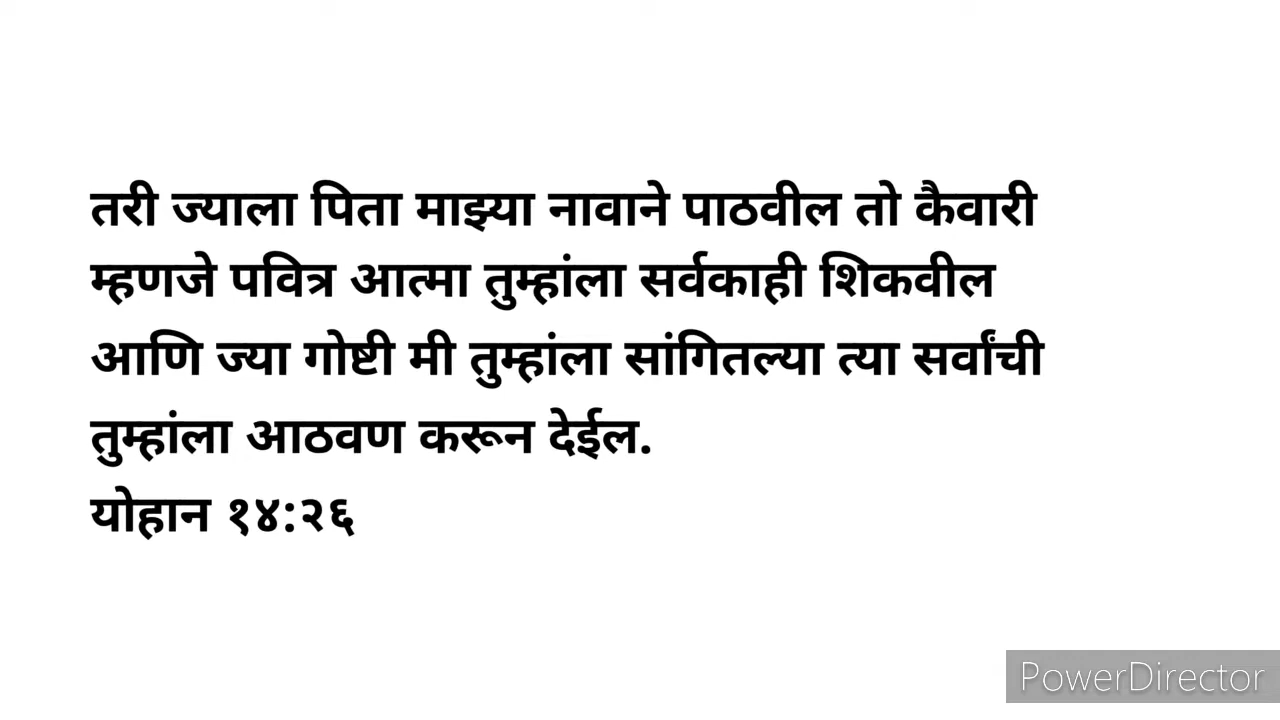 तरी ज्याला पिता माझ्या नावाने पाठवील तो कैवारी
म्हणजे पवित्र आत्मा तुम्हांला सर्वकाही शिकवील
आणि ज्या गोष्टी मी तुम्हांला सांगितल्या त्या सर्वांची
तुम्हांला आठवण करून देईल.
योहान १४:२६
PowerDirector